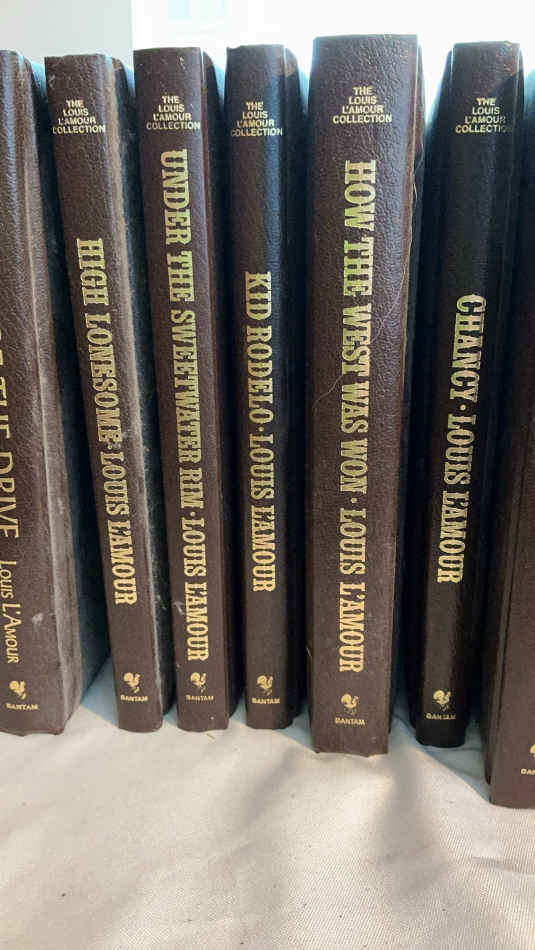 THE DRIVE LOUIS L'AMOUR
BANTAM
THE
LOUIS
L'AMOUR
COLLECTION
HIGH LONESOME · LOUIS L'AMOUR
BANTAM
THE
LOUIS
L'AMOUR
COLLECTION
UNDER THE SWEETWATER RIM · LOUIS L'AMOUR
BANTAM
THE
LOUIS
L'AMOUR
COLLECTION
KID RODELO · LOUIS L'AMOUR
BANTAM
THE
LOUIS
L'AMOUR
COLLECTION
HOW THE WEST WAS WON · LOUIS L'AMOUR
BANTAM
THE
LOUIS
L'AMOUR
COLLECTION
CHANCY · LOUIS L'AMOUR
BANTAM